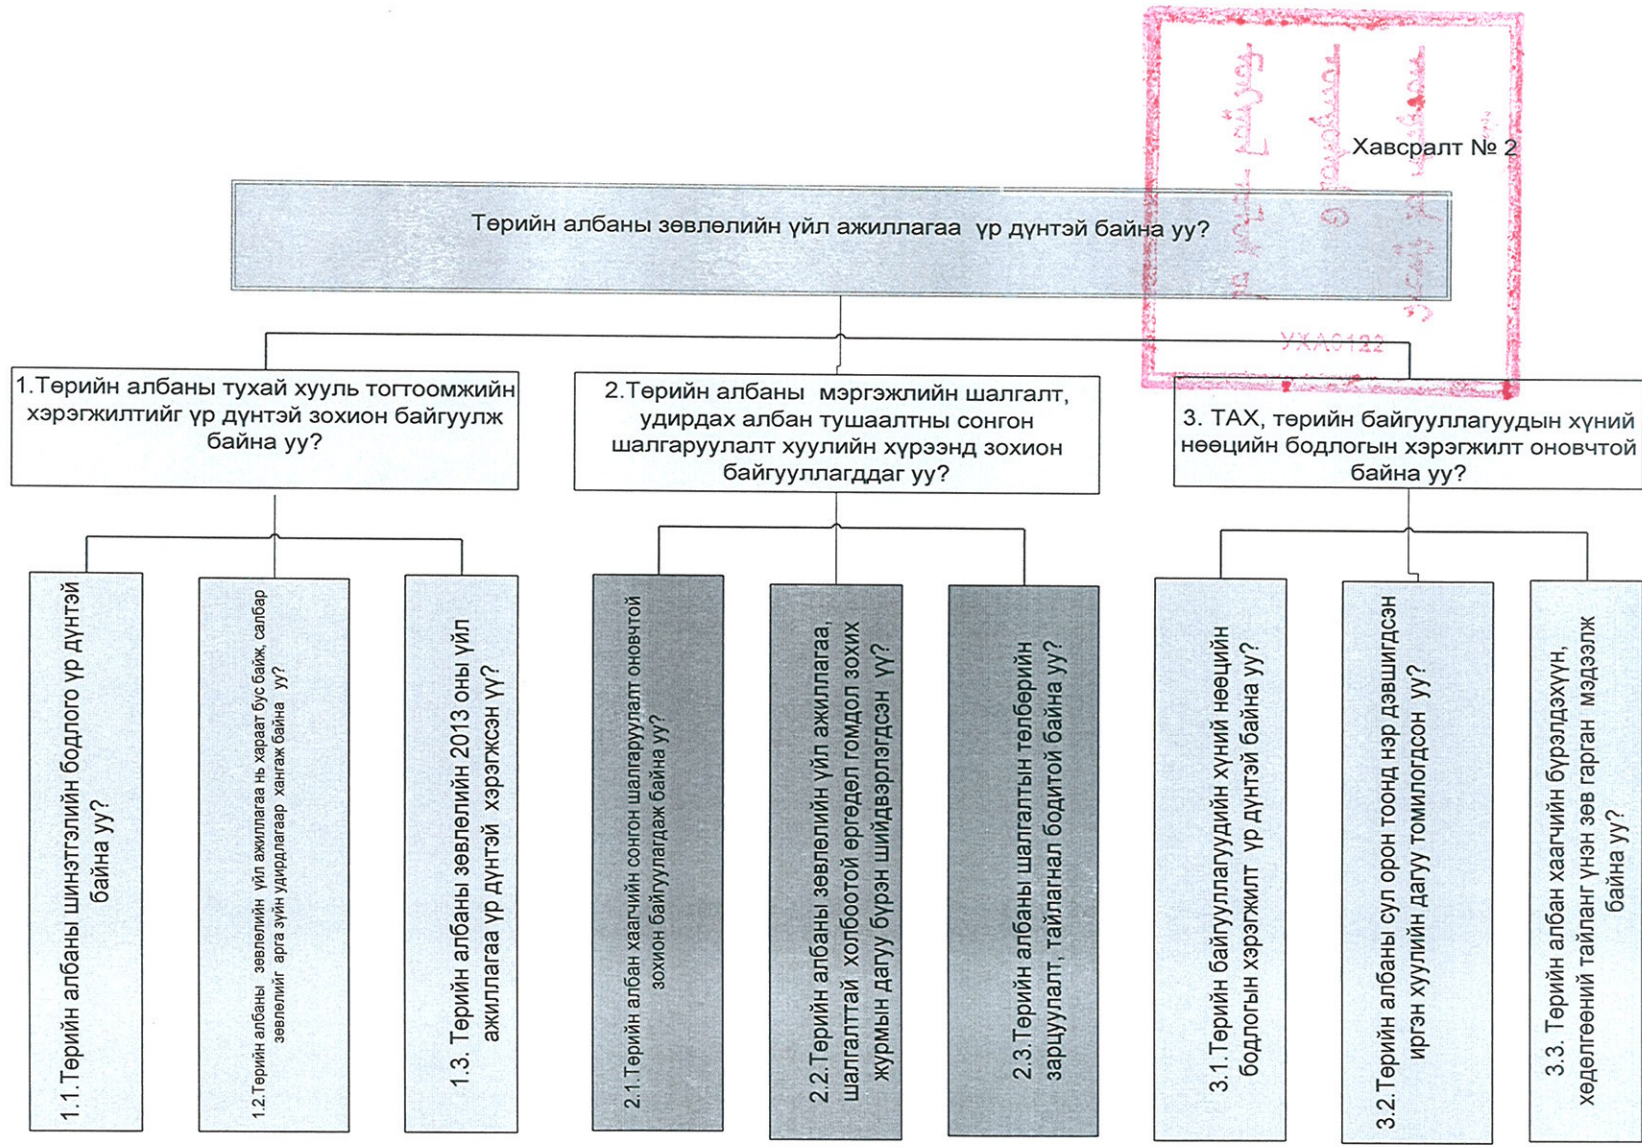 Хавсралт № 2
Төрийн албаны зөвлөлийн үйл ажиллагаа үр дүнтэй байна уу?
1.Төрийн албаны тухай хууль тогтоомжийн
хэрэгжилтийг үр дүнтэй зохион байгуулж
байна уу?
2.Төрийн албаны мэргэжлийн шалгалт,
удирдах албан тушаалтны сонгон
шалгаруулалт хуулийн хүрээнд зохион
байгууллагддаг уу?
3. ТАХ, төрийн байгууллагуудын хүний
нөөцийн бодлогын хэрэгжилт оновчтой
байна уу?
1.1.Төрийн албаны шинэтгэлийн бодлого үр дүнтэй
байна уу?
1.2.Төрийн албаны зөвлөлийн үйл ажиллагаа нь хараат бус байж, салбар
зөвлөлийг арга зүйн удирдлагаар хангаж байна уу?
1.3. Төрийн албаны зөвлөлийн 2013 оны үйл
ажиллагаа үр дүнтэй хэрэгжсэн үү?
2.1.Төрийн албан хаагчийн сонгон шалгаруулалт оновчтой
зохион байгуулагдаж байна уу?
2.2.Төрийн албаны зөвлөлийн үйл ажиллагаа,
шалгалттай холбоотой өргөдөл гомдол зохих
журмын дагуу бүрэн шийдвэрлэгдсэн үү?
2.3.Төрийн албаны шалгалтын төлбөрийн
зарцуулалт, тайлагнал бодитой байна уу?
3.1.Төрийн байгууллагуудийн хүний нөөцийн
бодлогын хэрэгжилт үр дүнтэй байна уу?
3.2.Төрийн албаны сул орон тоонд нэр дэвшигдсэн
иргэн хуулийн дагуу томилогдсон уу?
3.3. Төрийн албан хаагчийн бүрэлдэхүүн,
хөдөлгөөний тайланг үнэн зөв гарган мэдээлж
байна уу?
УХА0122